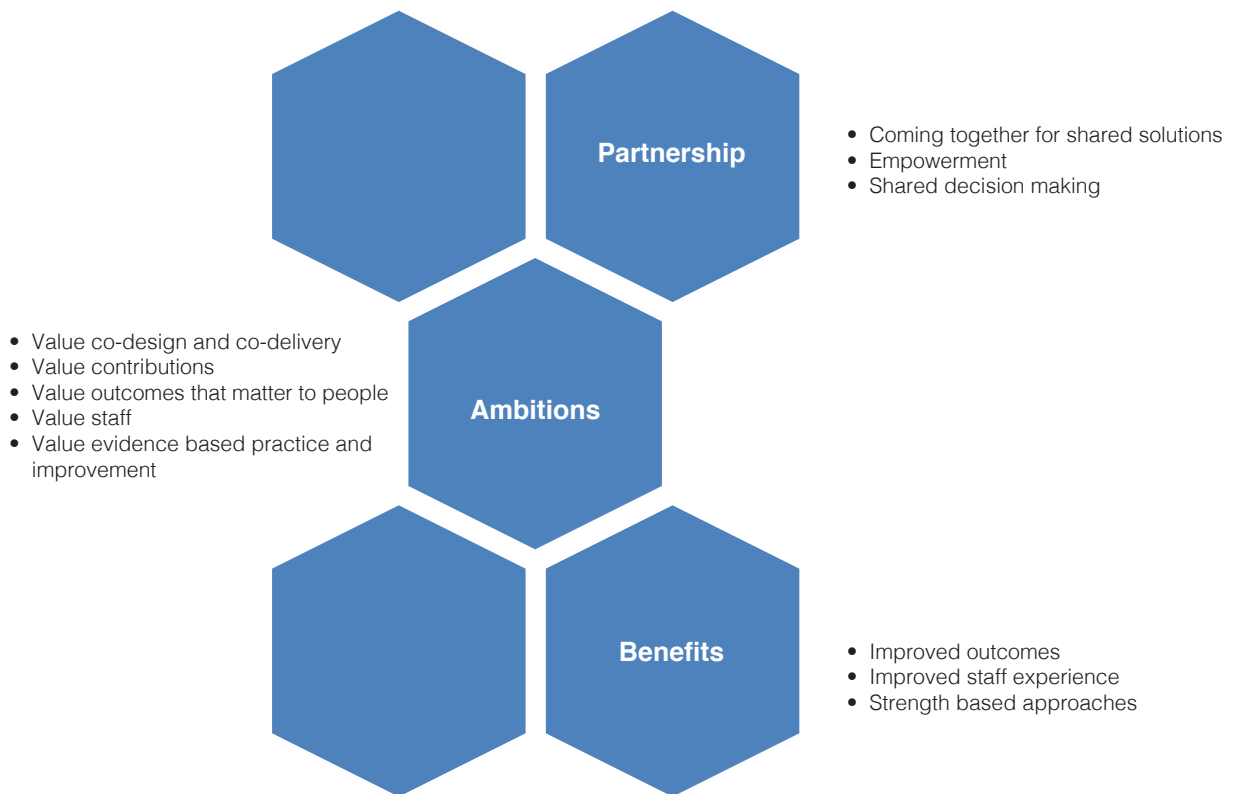 Partnership
• Coming together for shared solutions
• Empowerment
• Shared decision making
• Value co-design and co-delivery
• Value contributions
• Value outcomes that matter to people
• Value staff
• Value evidence based practice and
improvement
Ambitions
Benefits
• Improved outcomes
• Improved staff experience
• Strength based approaches